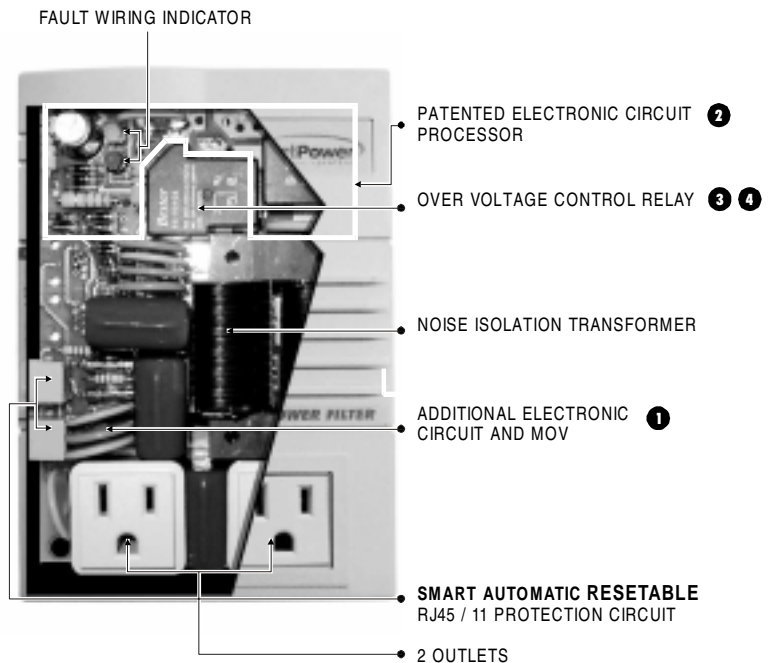 FAULT WIRING INDICATOR
PATENTED ELECTRONIC CIRCUIT 2
PROCESSOR
Power
OVER VOLTAGE CONTROL RELAY 3 4
NOISE ISOLATION TRANSFORMER
POWER FILTER
ADDITIONAL ELECTRONIC 1
CIRCUIT AND MOV
SMART AUTOMATIC RESETABLE
RJ45 / 11 PROTECTION CIRCUIT
2 OUTLETS